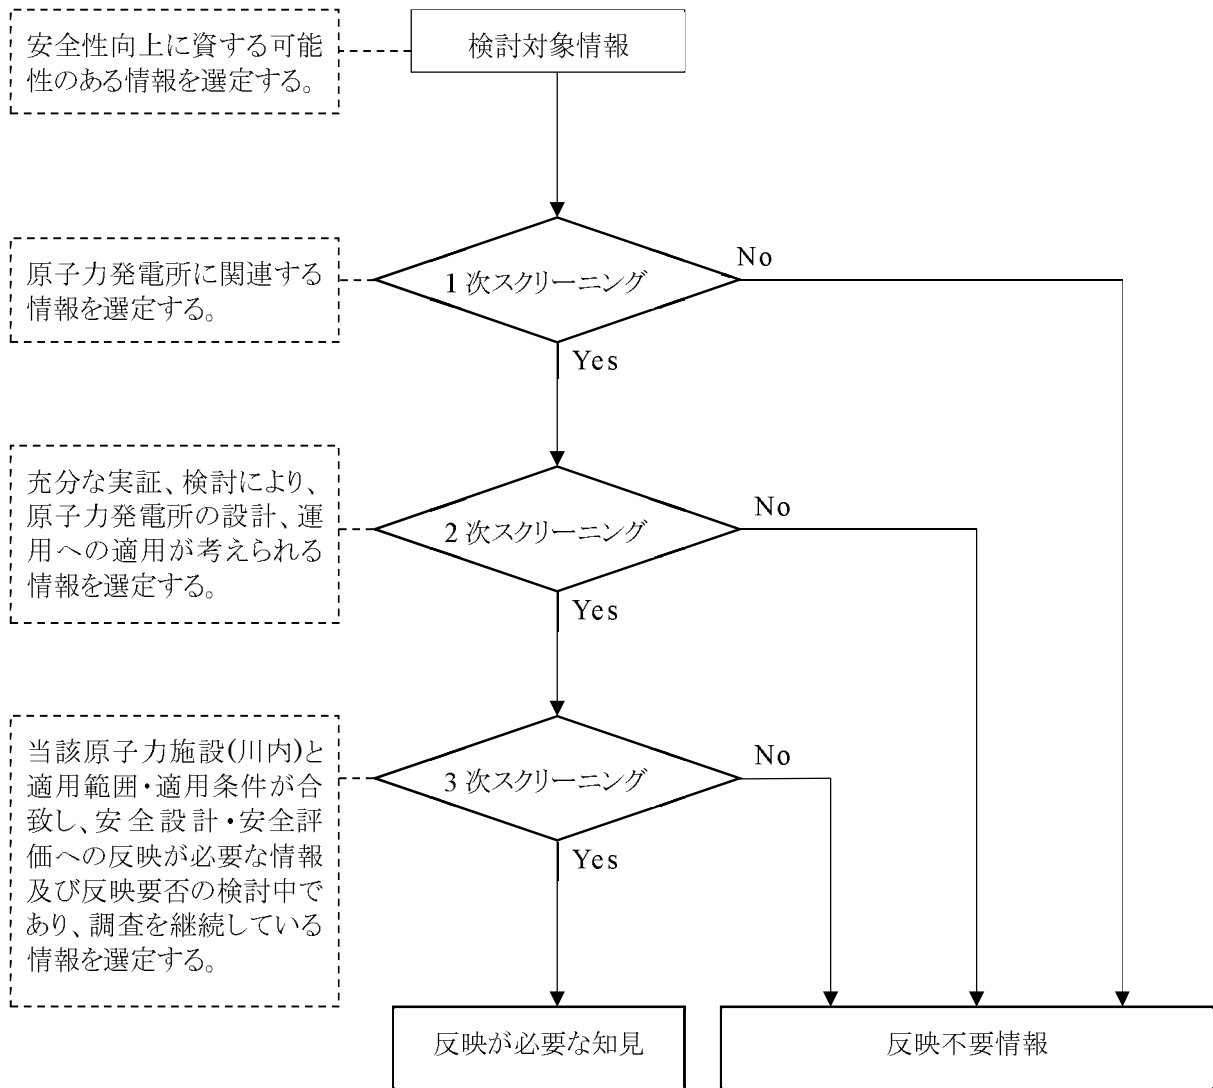 安全性向上に資する可能
性のある情報を選定する。
検討対象情報
原子力発電所に関連する
情報を選定する。
1次スクリーニング
No
Yes
充分な実証、検討により、
原子力発電所の設計、運
用への適用が考えられる
情報を選定する。
2次スクリーニング
No
Yes
当該原子力施設(川内)と
適用範囲・適用条件が合
致し、安全設計・安全評
価への反映が必要な情報
及び反映要否の検討中で
あり、調査を継続している
情報を選定する。
3次スクリーニング
No
Yes
反映が必要な知見
反映不要情報